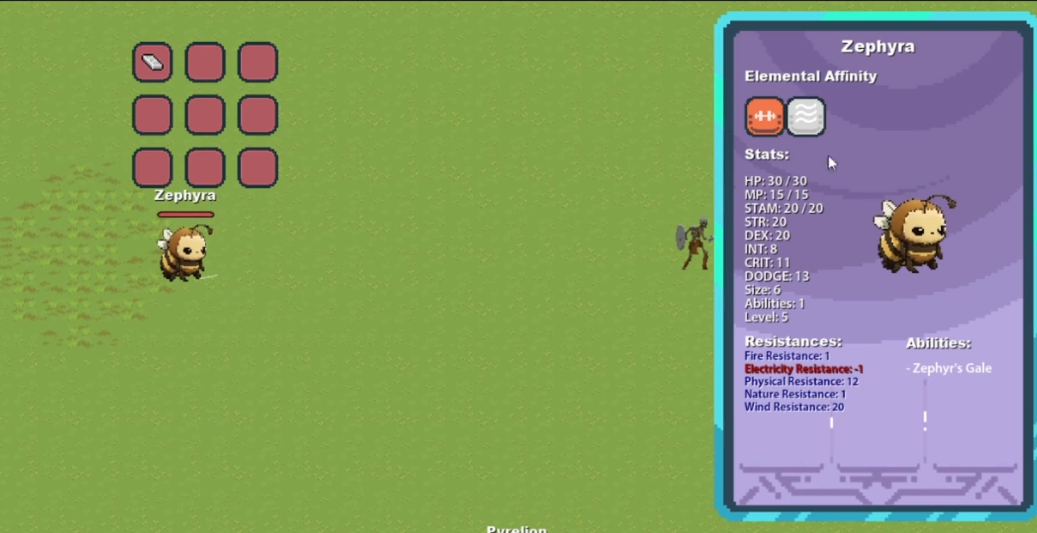 Zephyra
Elemental Affinity
Stats:
HP: 30 / 30
MP: 15 / 15
STAM: 20 / 20
STR: 20
DEX: 20
INT: 8
CRIT: 11
DODGE: 13
Size: 6
Abilities: 1
Level: 5
Resistances:
Fire Resistance: 1
Electricity Resistance: -1
Physical Resistance: 12
Nature Resistance: 1
Wind Resistance: 20
Abilities:
- Zephyr's Gale
Zephyra
Pyrelion